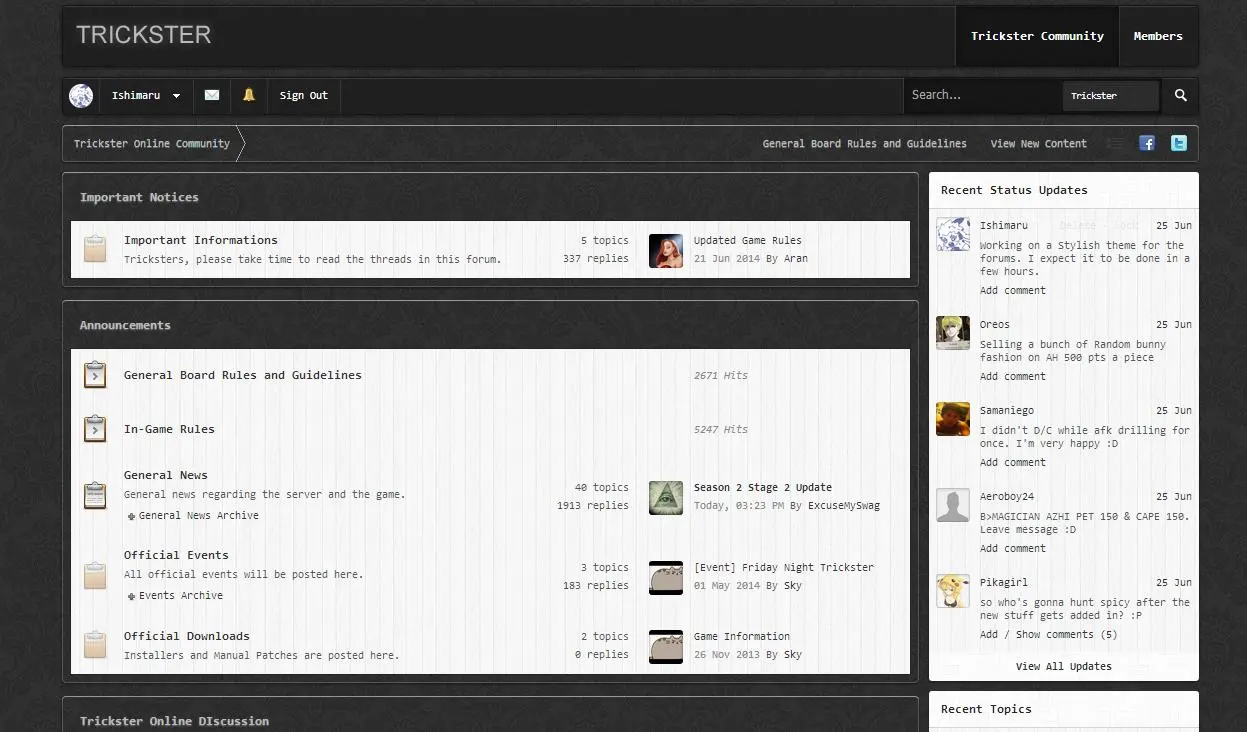 TRICKSTER
Trickster Community
Members
Ishimaru
Sign Out
Search...
Trickster
Trickster Online Community
General Board Rules and Guidelines
View New Content
Important Notices
Important Informations
Tricksters, please take time to read the threads in this forum.
5 topics
337 replies
Updated Game Rules
21 Jun 2014 By Aran
Announcements
General Board Rules and Guidelines
2671 Hits
In-Game Rules
5247 Hits
General News
General news regarding the server and the game.
General News Archive
40 topics
1913 replies
Season 2 Stage 2 Update
Today, 03:23 PM By ExcuseMySwag
Official Events
All official events will be posted here.
Events Archive
3 topics
183 replies
[Event] Friday Night Trickster
01 May 2014 By Sky
Official Downloads
Installers and Manual Patches are posted here.
2 topics
0 replies
Game Information
26 Nov 2013 By Sky
Trickster Online DIscussion
Recent Status Updates
Ishimaru
Delete · Lock
25 Jun
Working on a Stylish theme for the
forums. I expect it to be done in a
few hours.
Add comment
Oreos
25 Jun
Selling a bunch of Random bunny
fashion on AH 500 pts a piece
Add comment
Samaniego
25 Jun
I didn't D/C while afk drilling for
once. I'm very happy :D
Add comment
Aeroboy24
25 Jun
B>MAGICIAN AZHI PET 150 & CAPE 150.
Leave message :D
Add comment
Pikagirl
25 Jun
so who's gonna hunt spicy after the
new stuff gets added in? :P
Add / Show comments (5)
View All Updates
Recent Topics